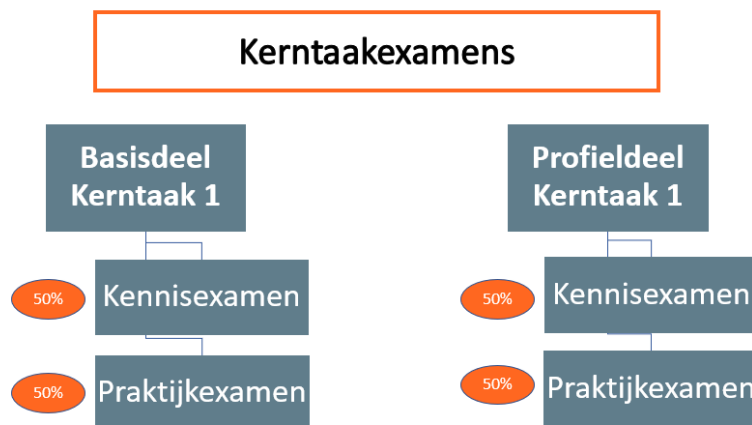 Kerntaakexamens
Basisdeel
Kerntaak 1
50%
Kennisexamen
50%
Praktijkexamen
Profieldeel
Kerntaak 1
50%
Kennisexamen
50%
Praktijkexamen